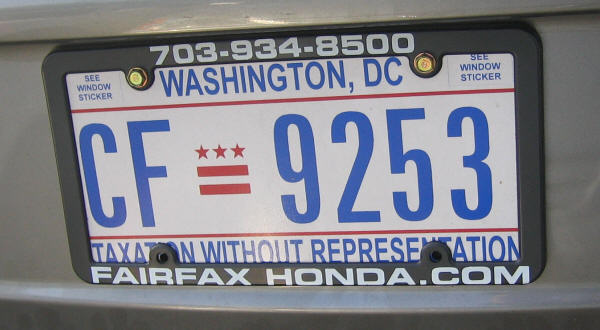 703-934-8500
SEE WINDOW STICKER
WASHINGTON, DC
SEE WINDOW STICKER
CF 9253
TAXATION WITHOUT REPRESENTATION
FAIRFAX HONDA.COM